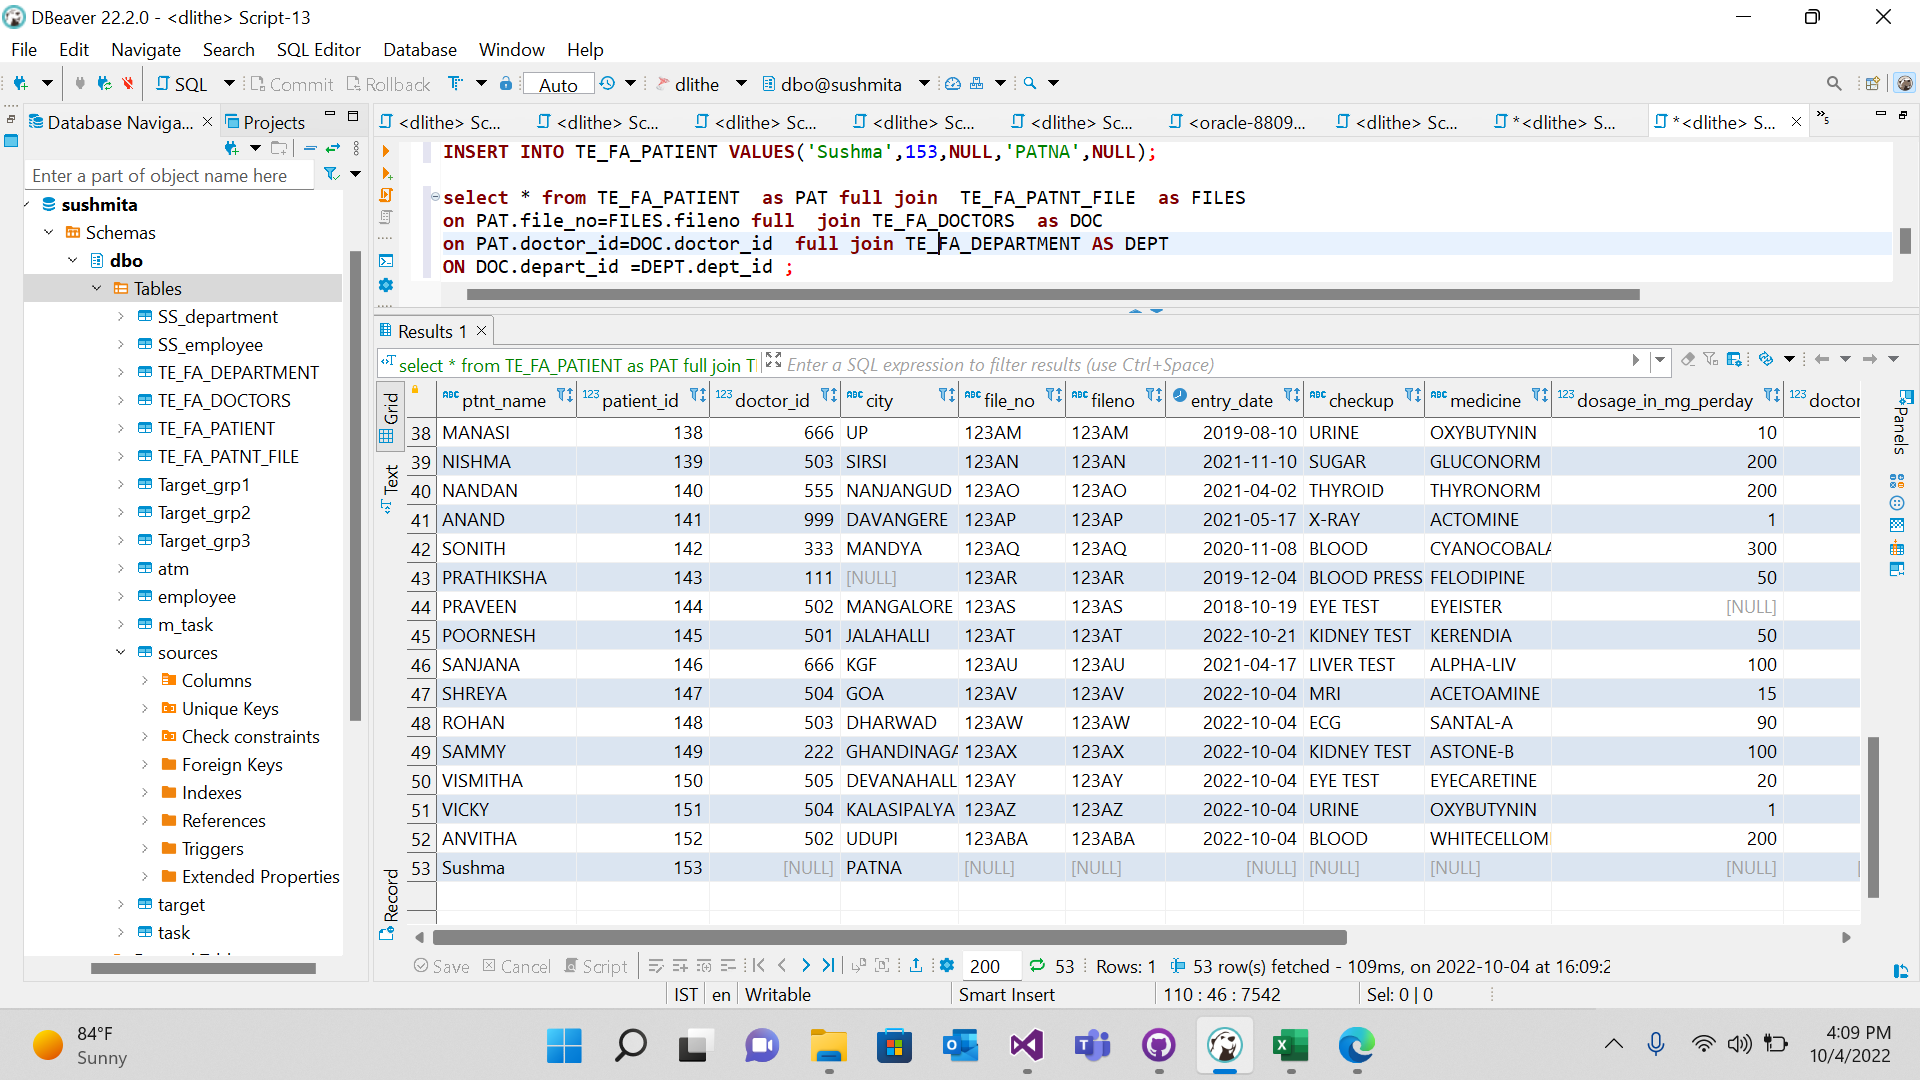 DBeaver 22.2.0 - <dlithe> Script-13
File Edit Navigate Search SQL Editor Database Window Help
SQL Commit Rollback Auto dlithe dbo@sushmita
Database Naviga... Projects
<dlithe> Sc... <dlithe> Sc... <dlithe> Sc... <dlithe> Sc... <dlithe> Sc... <oracle-8809... <dlithe> Sc... *<dlithe> S... *<dlithe> S... »5
Enter a part of object name here
sushmita
Schemas
dbo
Tables
SS_department
SS_employee
TE_FA_DEPARTMENT
TE_FA_DOCTORS
TE_FA_PATIENT
TE_FA_PATNT_FILE
Target_grp1
Target_grp2
Target_grp3
atm
employee
m_task
sources
Columns
Unique Keys
Check constraints
Foreign Keys
Indexes
References
Triggers
Extended Properties
target
task
INSERT INTO TE_FA_PATIENT VALUES('Sushma',153,NULL,'PATNA',NULL);
select * from TE_FA_PATIENT as PAT full join TE_FA_PATNT_FILE as FILES
on PAT.file_no=FILES.fileno full join TE_FA_DOCTORS as DOC
on PAT.doctor_id=DOC.doctor_id full join TE_FA_DEPARTMENT AS DEPT
ON DOC.depart_id =DEPT.dept_id ;
Results 1
select * from TE_FA_PATIENT as PAT full join T Enter a SQL expression to filter results (use Ctrl+Space)
Grid
Text
Record
Panels
ABC ptnt_name 123 patient_id 123 doctor_id ABC city ABC file_no ABC fileno entry_date ABC checkup ABC medicine 123 dosage_in_mg_perday 123 doctor
38 MANASI 138 666 UP 123AM 123AM 2019-08-10 URINE OXYBUTYNIN 10
39 NISHMA 139 503 SIRSI 123AN 123AN 2021-11-10 SUGAR GLUCONORM 200
40 NANDAN 140 555 NANJANGUD 123AO 123AO 2021-04-02 THYROID THYRONORM 200
41 ANAND 141 999 DAVANGERE 123AP 123AP 2021-05-17 X-RAY ACTOMINE 1
42 SONITH 142 333 MANDYA 123AQ 123AQ 2020-11-08 BLOOD CYANOCOBALA 300
43 PRATHIKSHA 143 111 [NULL] 123AR 123AR 2019-12-04 BLOOD PRESS FELODIPINE 50
44 PRAVEEN 144 502 MANGALORE 123AS 123AS 2018-10-19 EYE TEST EYEISTER [NULL]
45 POORNESH 145 501 JALAHALLI 123AT 123AT 2022-10-21 KIDNEY TEST KERENDIA 50
46 SANJANA 146 666 KGF 123AU 123AU 2021-04-17 LIVER TEST ALPHA-LIV 100
47 SHREYA 147 504 GOA 123AV 123AV 2022-10-04 MRI ACETOAMINE 15
48 ROHAN 148 503 DHARWAD 123AW 123AW 2022-10-04 ECG SANTAL-A 90
49 SAMMY 149 222 GHANDINAGA 123AX 123AX 2022-10-04 KIDNEY TEST ASTONE-B 100
50 VISMITHA 150 505 DEVANAHALL 123AY 123AY 2022-10-04 EYE TEST EYECARETINE 20
51 VICKY 151 504 KALASIPALYA 123AZ 123AZ 2022-10-04 URINE OXYBUTYNIN 1
52 ANVITHA 152 502 UDUPI 123ABA 123ABA 2022-10-04 BLOOD WHITECELLOM 200
53 Sushma 153 [NULL] PATNA [NULL] [NULL] [NULL] [NULL] [NULL] [NULL]
Save Cancel Script 200 53 Rows: 1 53 row(s) fetched - 109ms, on 2022-10-04 at 16:09:2
IST en Writable Smart Insert 110 : 46 : 7542 Sel: 0 | 0
84°F
Sunny
4:09 PM
10/4/2022